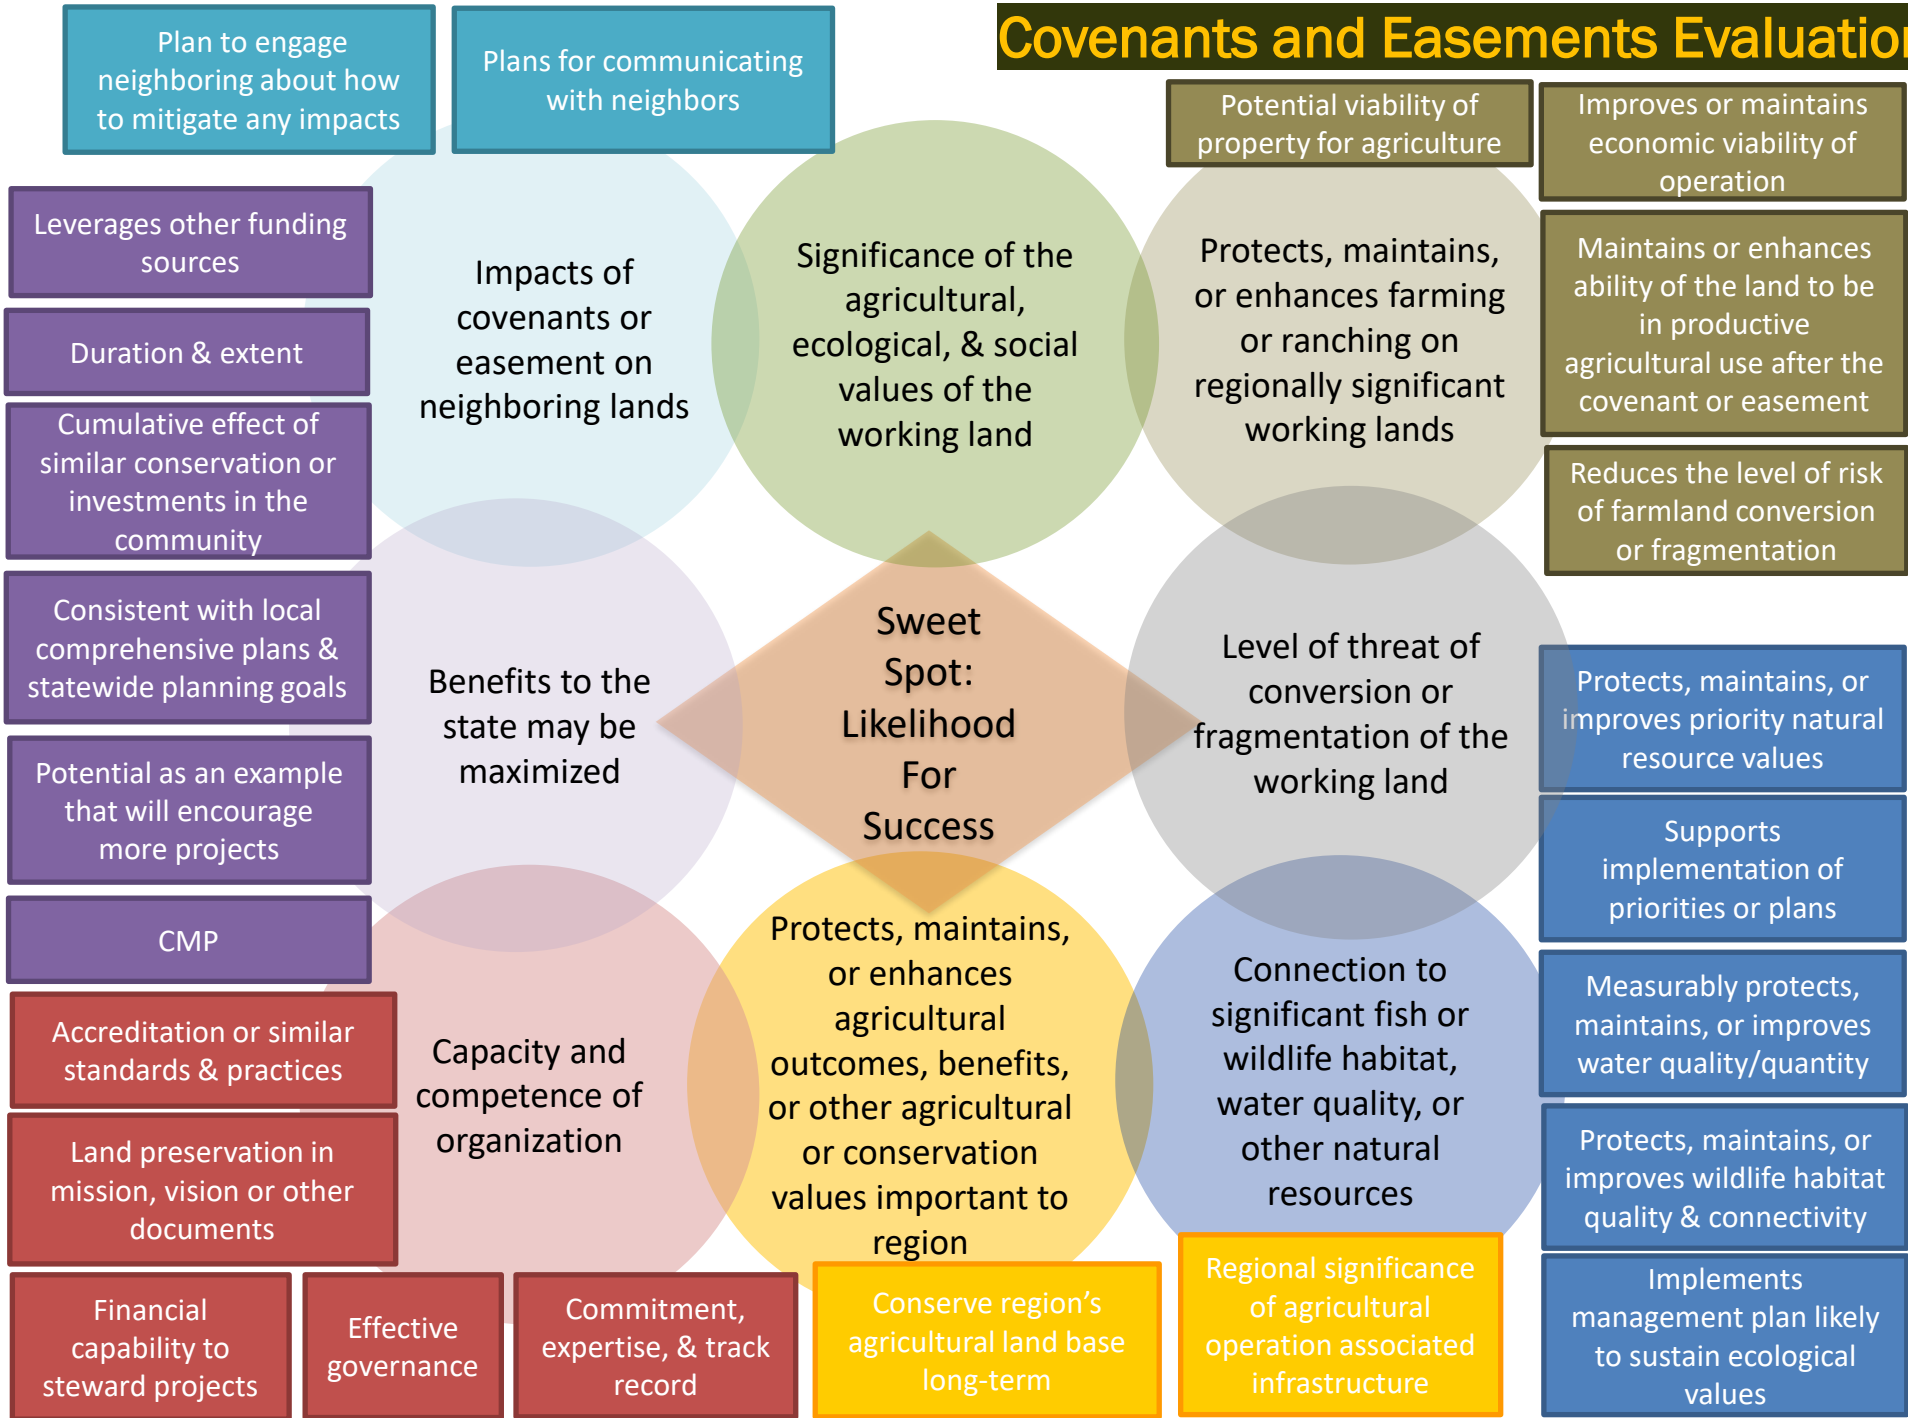 Covenants and Easements Evaluation
Plan to engage
neighboring about how
to mitigate any impacts
Plans for communicating
with neighbors
Potential viability of
property for agriculture
Improves or maintains
economic viability of
operation
Leverages other funding
sources
Impacts of
covenants or
easement on
neighboring lands
Significance of the
agricultural,
ecological, & social
values of the
working land
Protects, maintains,
or enhances farming
or ranching on
regionally significant
working lands
Maintains or enhances
ability of the land to be
in productive
agricultural use after the
covenant or easement
Duration & extent
Cumulative effect of
similar conservation or
investments in the
community
Reduces the level of risk
of farmland conversion
or fragmentation
Consistent with local
comprehensive plans &
statewide planning goals
Benefits to the
state may be
maximized
Sweet
Spot:
Likelihood
For
Success
Level of threat of
conversion or
fragmentation of the
working land
Protects, maintains, or
improves priority natural
resource values
Potential as an example
that will encourage
more projects
Supports
implementation of
priorities or plans
CMP
Accreditation or similar
standards & practices
Capacity and
competence of
organization
Protects, maintains,
or enhances
agricultural
outcomes, benefits,
or other agricultural
or conservation
values important to
region
Connection to
significant fish or
wildlife habitat,
water quality, or
other natural
resources
Measurably protects,
maintains, or improves
water quality/quantity
Land preservation in
mission, vision or other
documents
Protects, maintains, or
improves wildlife habitat
quality & connectivity
Financial
capability to
steward projects
Effective
governance
Commitment,
expertise, & track
record
Conserve region's
agricultural land base
long-term
Regional significance
of agricultural
operation associated
infrastructure
Implements
management plan likely
to sustain ecological
values